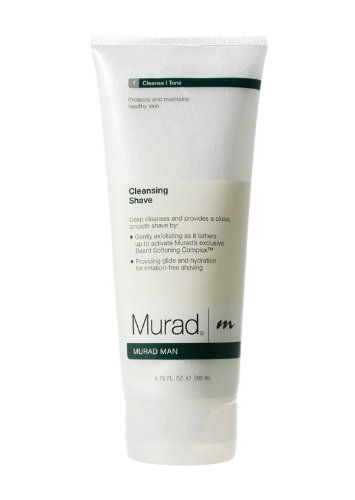 1 Cleanse | Tone
Protects and maintains
healthy skin.
Cleansing
Shave
Deep cleanses and provides a close,
smooth shave by:
■ Gently exfoliating as it lathers
up to activate Murad's exclusive
Beard Softening Complex™
■ Providing glide and hydration
for irritation-free shaving
Murad® | m
MURAD MAN
6.75 FL. OZ. ℮ 200 mL